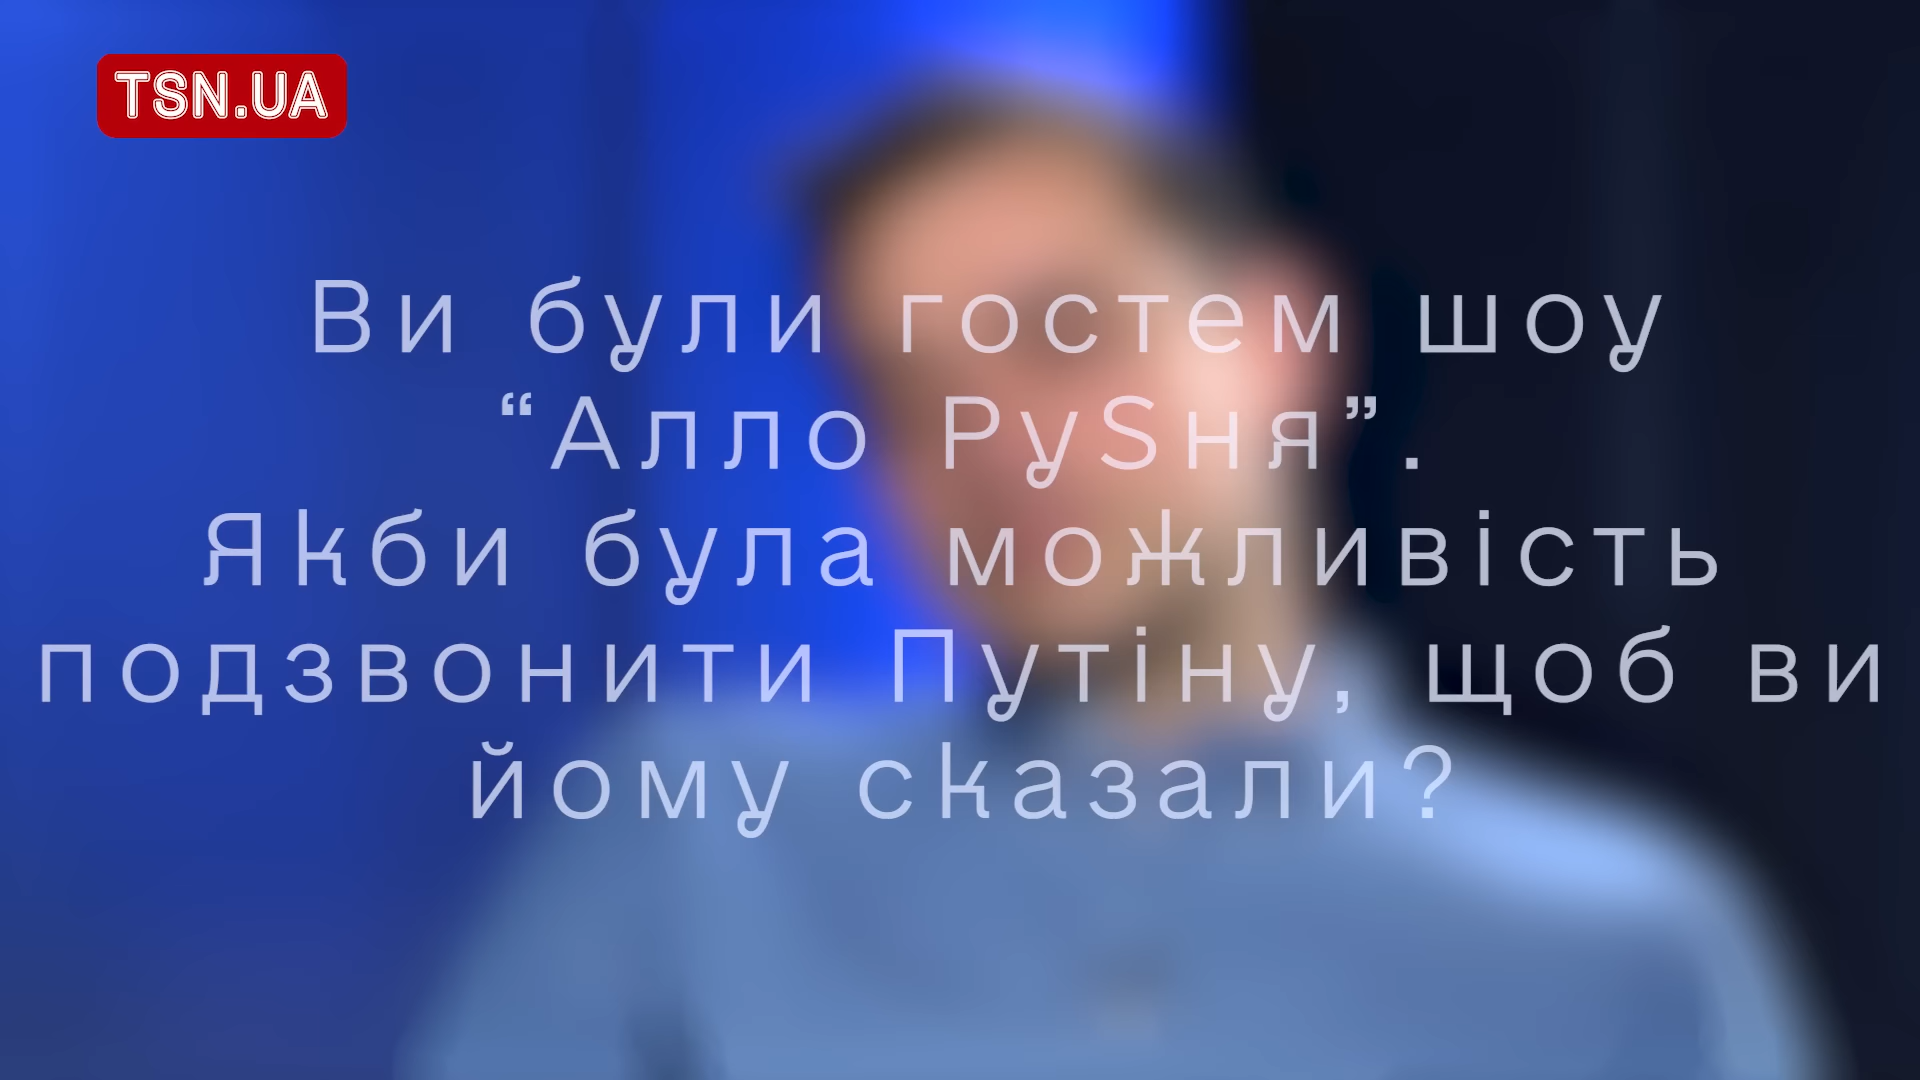 TSN.UA
Ви були гостем шоу
“Алло РуSня”.
Якби була можливість
подзвонити Путіну, щоб ви
йому сказали?